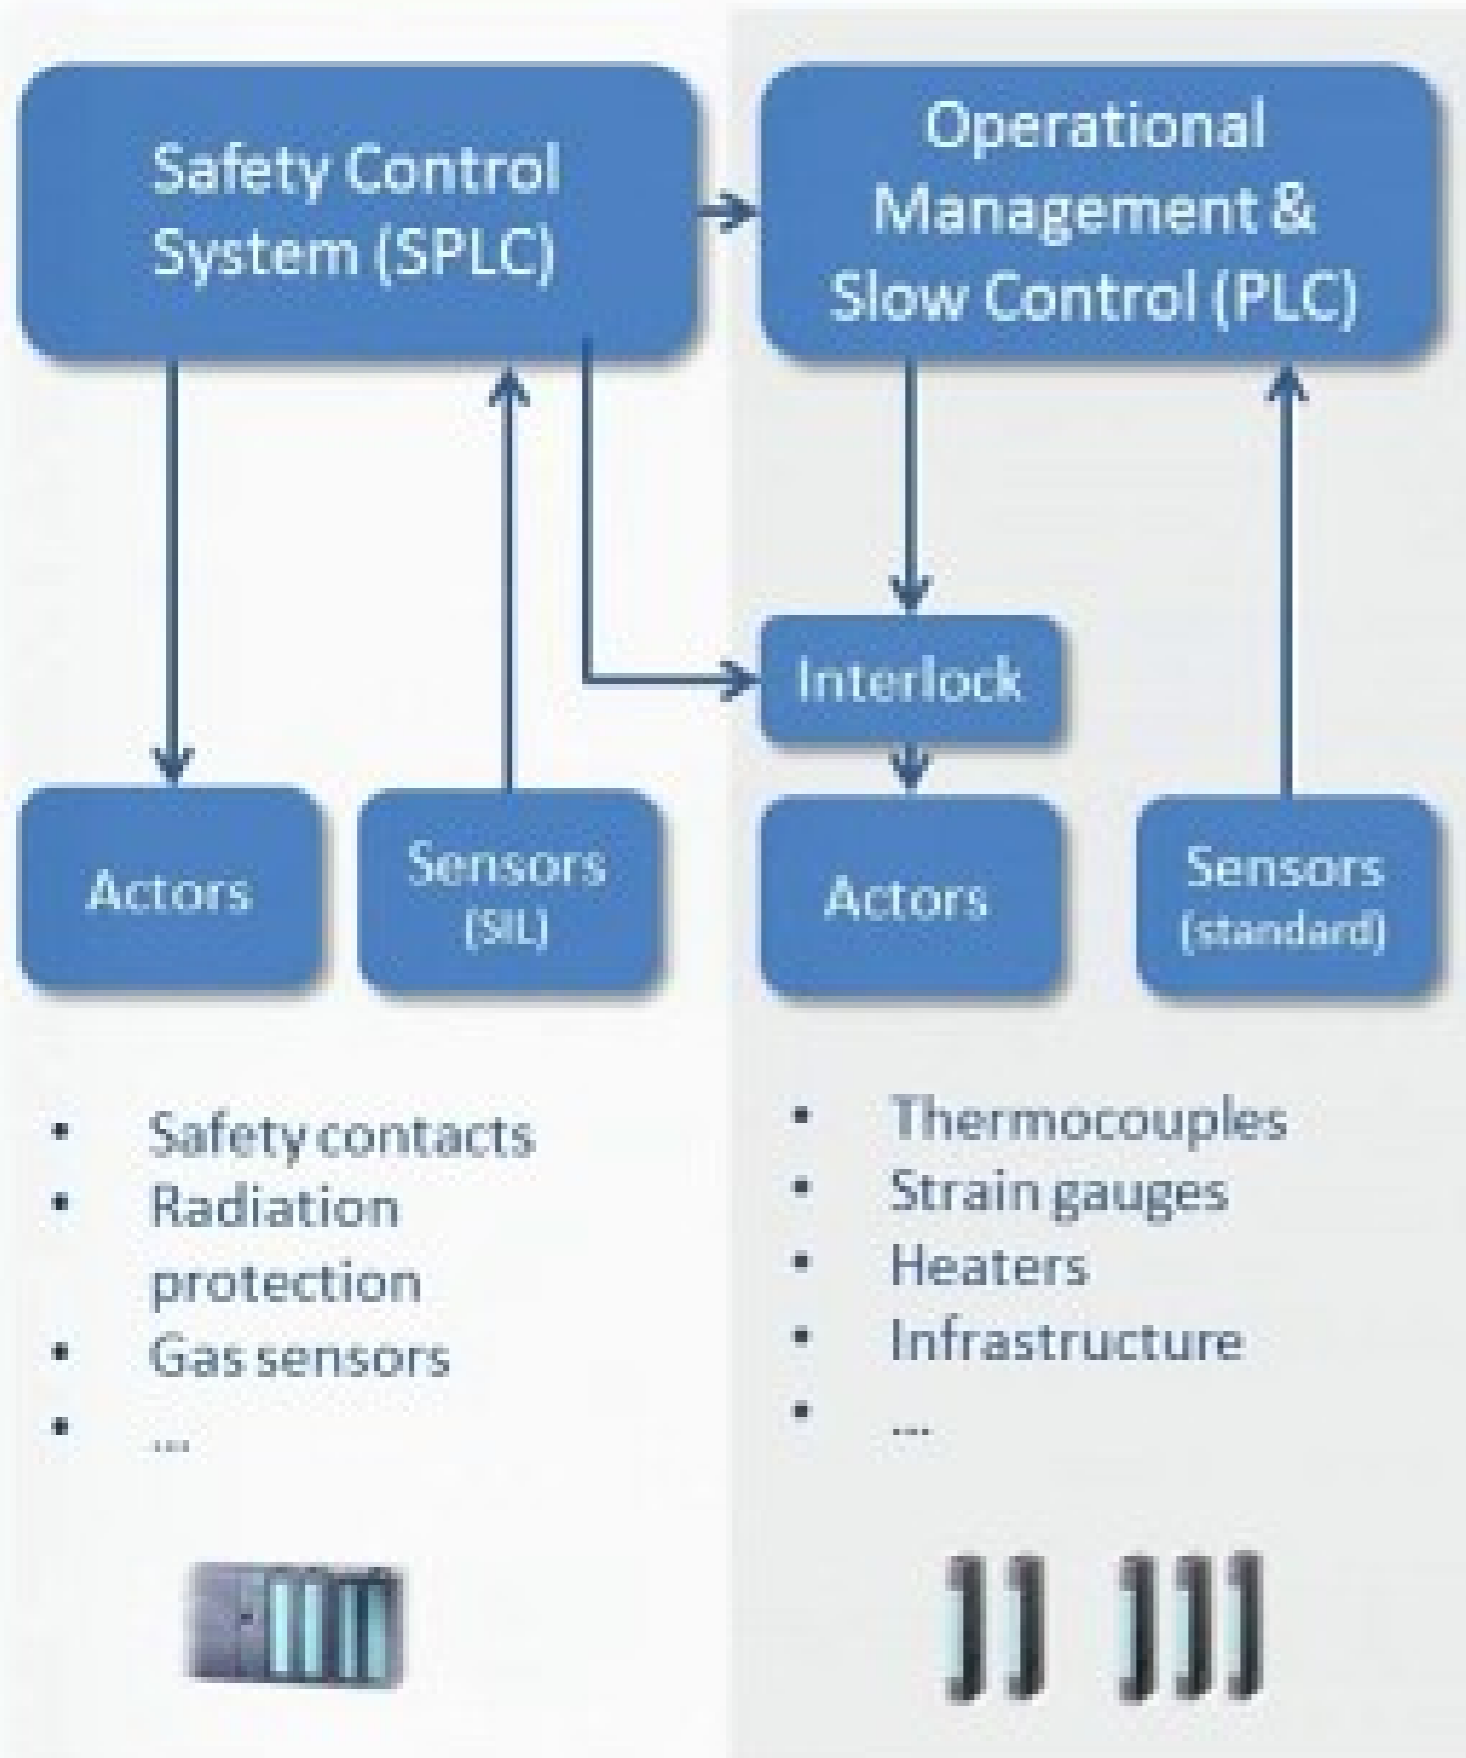 Safety Control
System (SPLC)
Operational
Management &
Slow Control (PLC)
Interlock
Actors
Sensors
(SIL)
Actors
Sensors
(standard)
• Safety contacts
• Radiation
protection
• Gas sensors
• ...
• Thermocouples
• Strain gauges
• Heaters
• Infrastructure
• ...